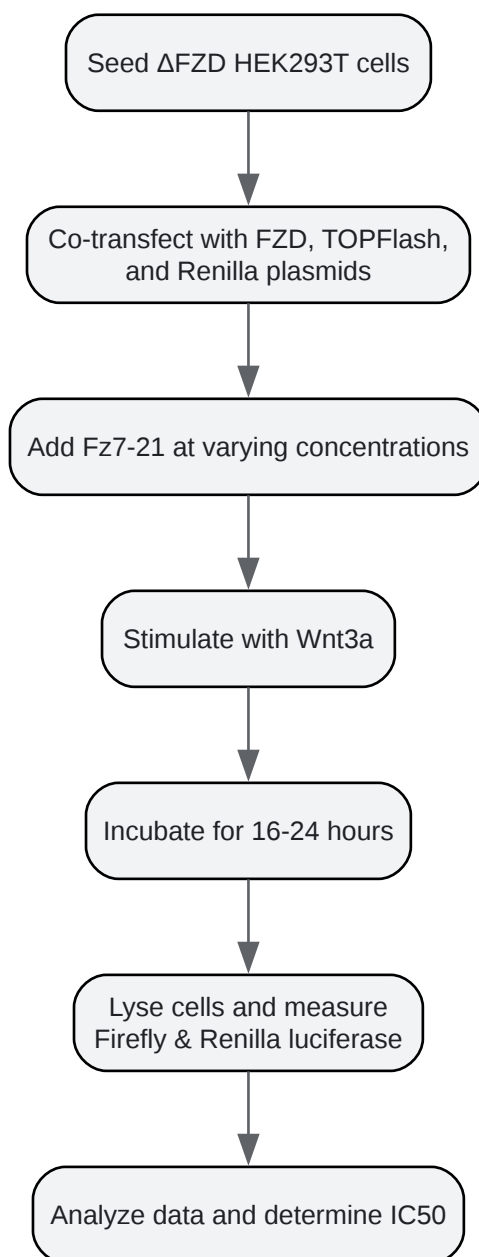 Seed ΔFZD HEK293T cells
Co-transfect with FZD, TOPFlash,
and Renilla plasmids
Add Fz7-21 at varying concentrations
Stimulate with Wnt3a
Incubate for 16-24 hours
Lyse cells and measure
Firefly & Renilla luciferase
Analyze data and determine IC50